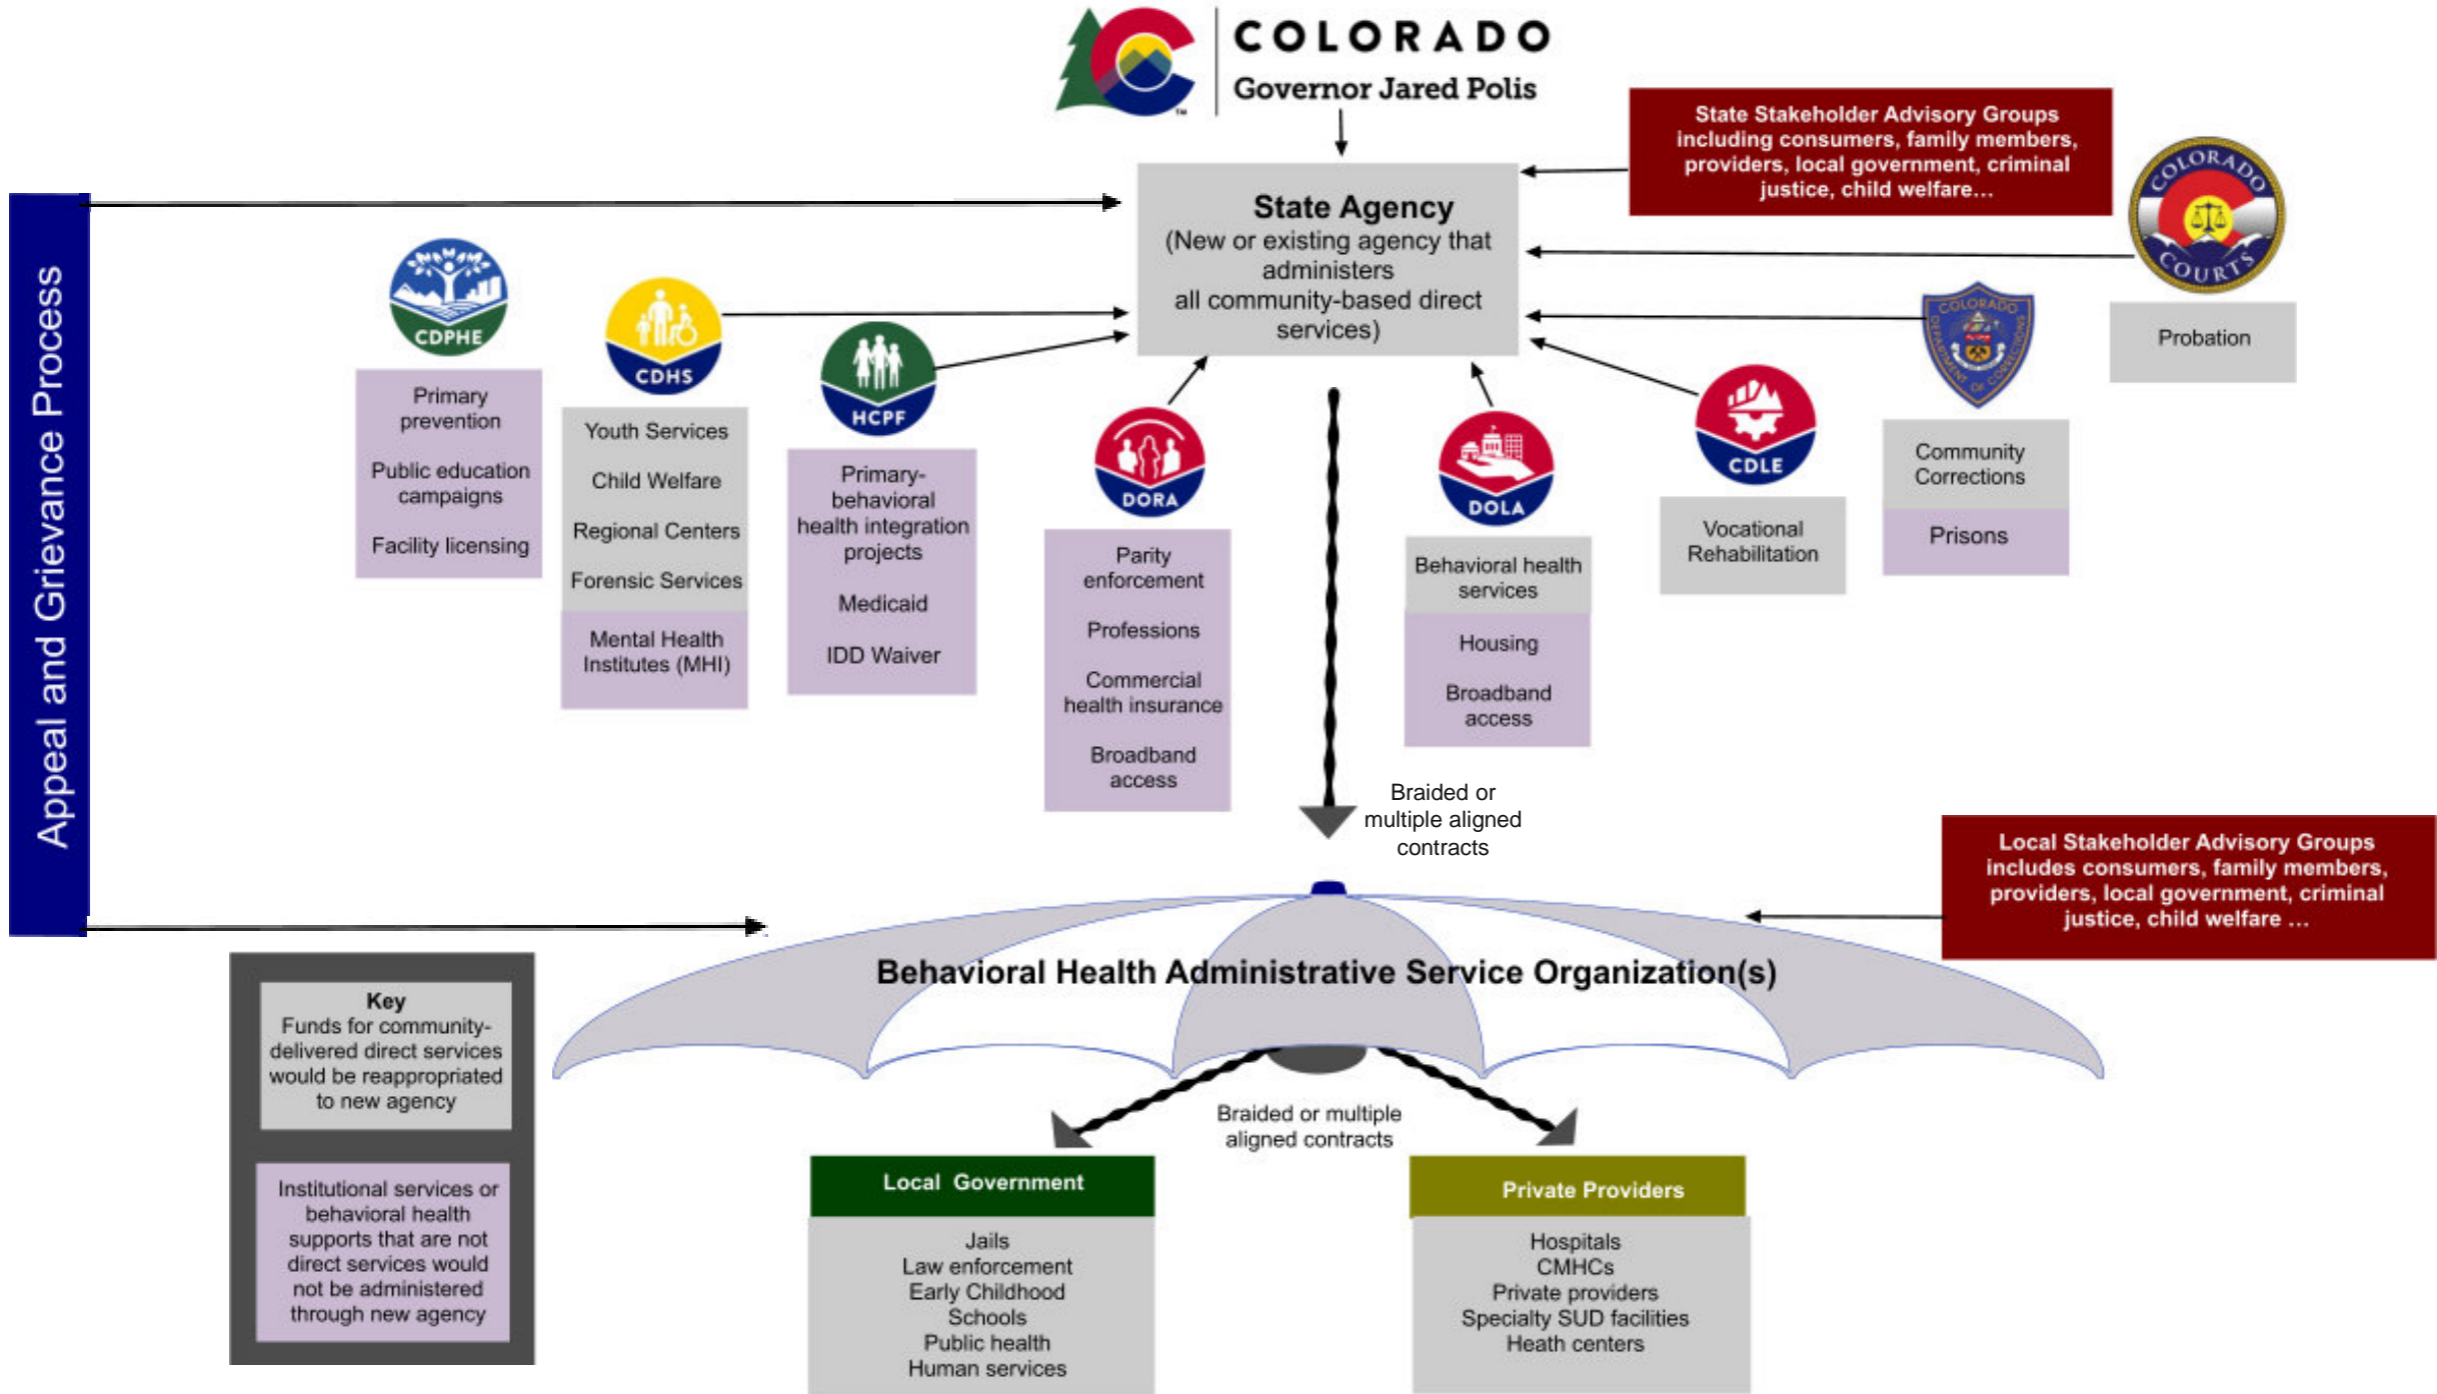 COLORADO
Governor Jared Polis
TM
State Stakeholder Advisory Groups
including consumers, family members,
providers, local government, criminal
justice, child welfare...
COLORADO
COURTS
Probation
State Agency
(New or existing agency that
administers
all community-based direct
services)
Appeal and Grievance Process
CDPHE
Primary
prevention
Public education
campaigns
Facility licensing
CDHS
Youth Services
Child Welfare
Regional Centers
Forensic Services
Mental Health
Institutes (MHI)
HCPF
Primary-
behavioral
health integration
projects
Medicaid
IDD Waiver
DORA
Parity
enforcement
Professions
Commercial
health insurance
Broadband
access
DOLA
Behavioral health
services
Housing
Broadband
access
CDLE
Vocational
Rehabilitation
COLORADO
DEPARTMENT OF CORRECTIONS
Community
Corrections
Prisons
Braided or
multiple aligned
contracts
Local Stakeholder Advisory Groups
includes consumers, family members,
providers, local government, criminal
justice, child welfare ...
Behavioral Health Administrative Service Organization(s)
Key
Funds for community-
delivered direct services
would be reappropriated
to new agency
Institutional services or
behavioral health
supports that are not
direct services would
not be administered
through new agency
Braided or multiple
aligned contracts
Local Government
Jails
Law enforcement
Early Childhood
Schools
Public health
Human services
Private Providers
Hospitals
CMHCs
Private providers
Specialty SUD facilities
Heath centers